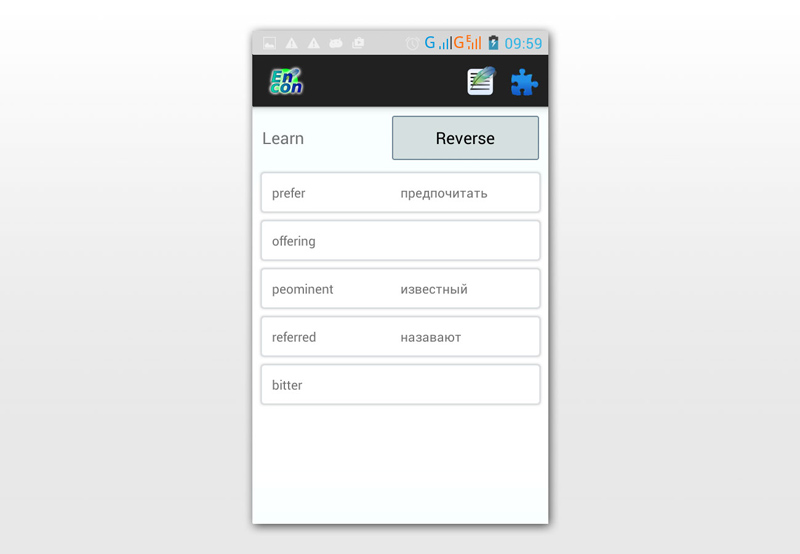 G G E 09:59
En con
Learn Reverse
prefer предпочитать
offering
peominent известный
referred назавают
bitter